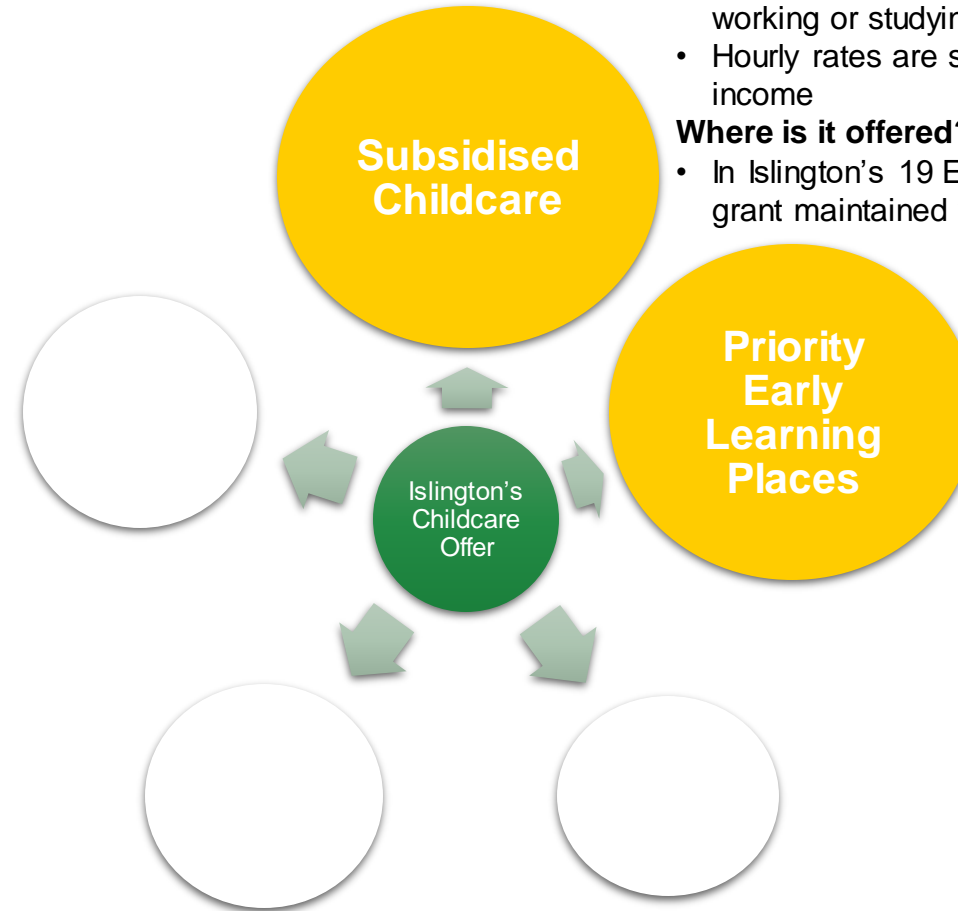 working or studyin
• Hourly rates are s
income
Where is it offered?
• In Islington's 19 E
grant maintained
Subsidised
Childcare
Priority
Early
Learning
Places
Islington's
Childcare
Offer